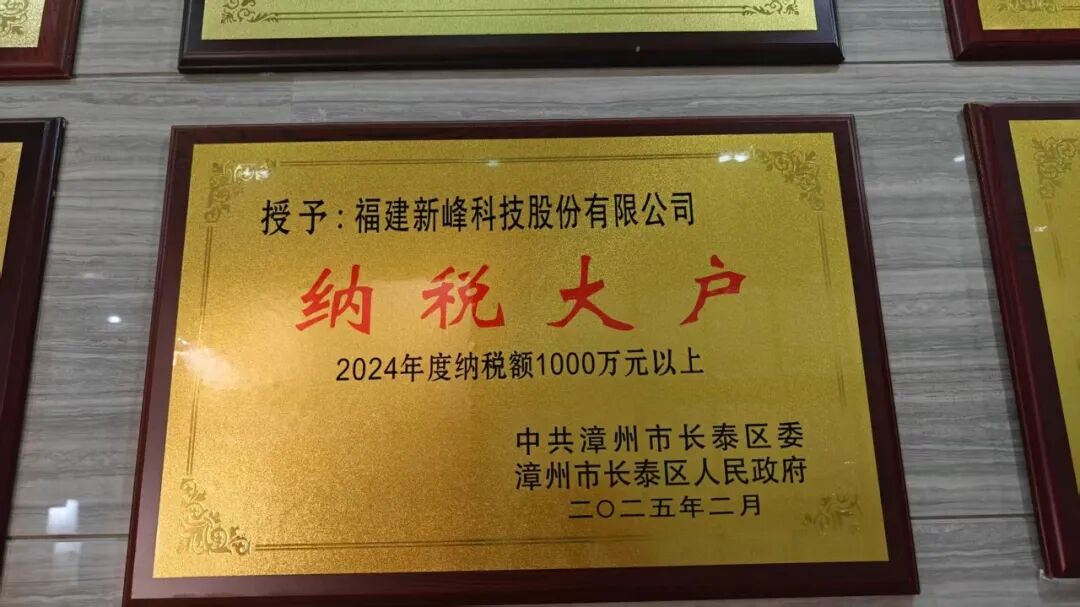 授予：福建新峰科技股份有限公司
纳税大户
2024年度纳税额1000万元以上
中共漳州市长泰区委
漳州市长泰区人民政府
二〇二五年二月